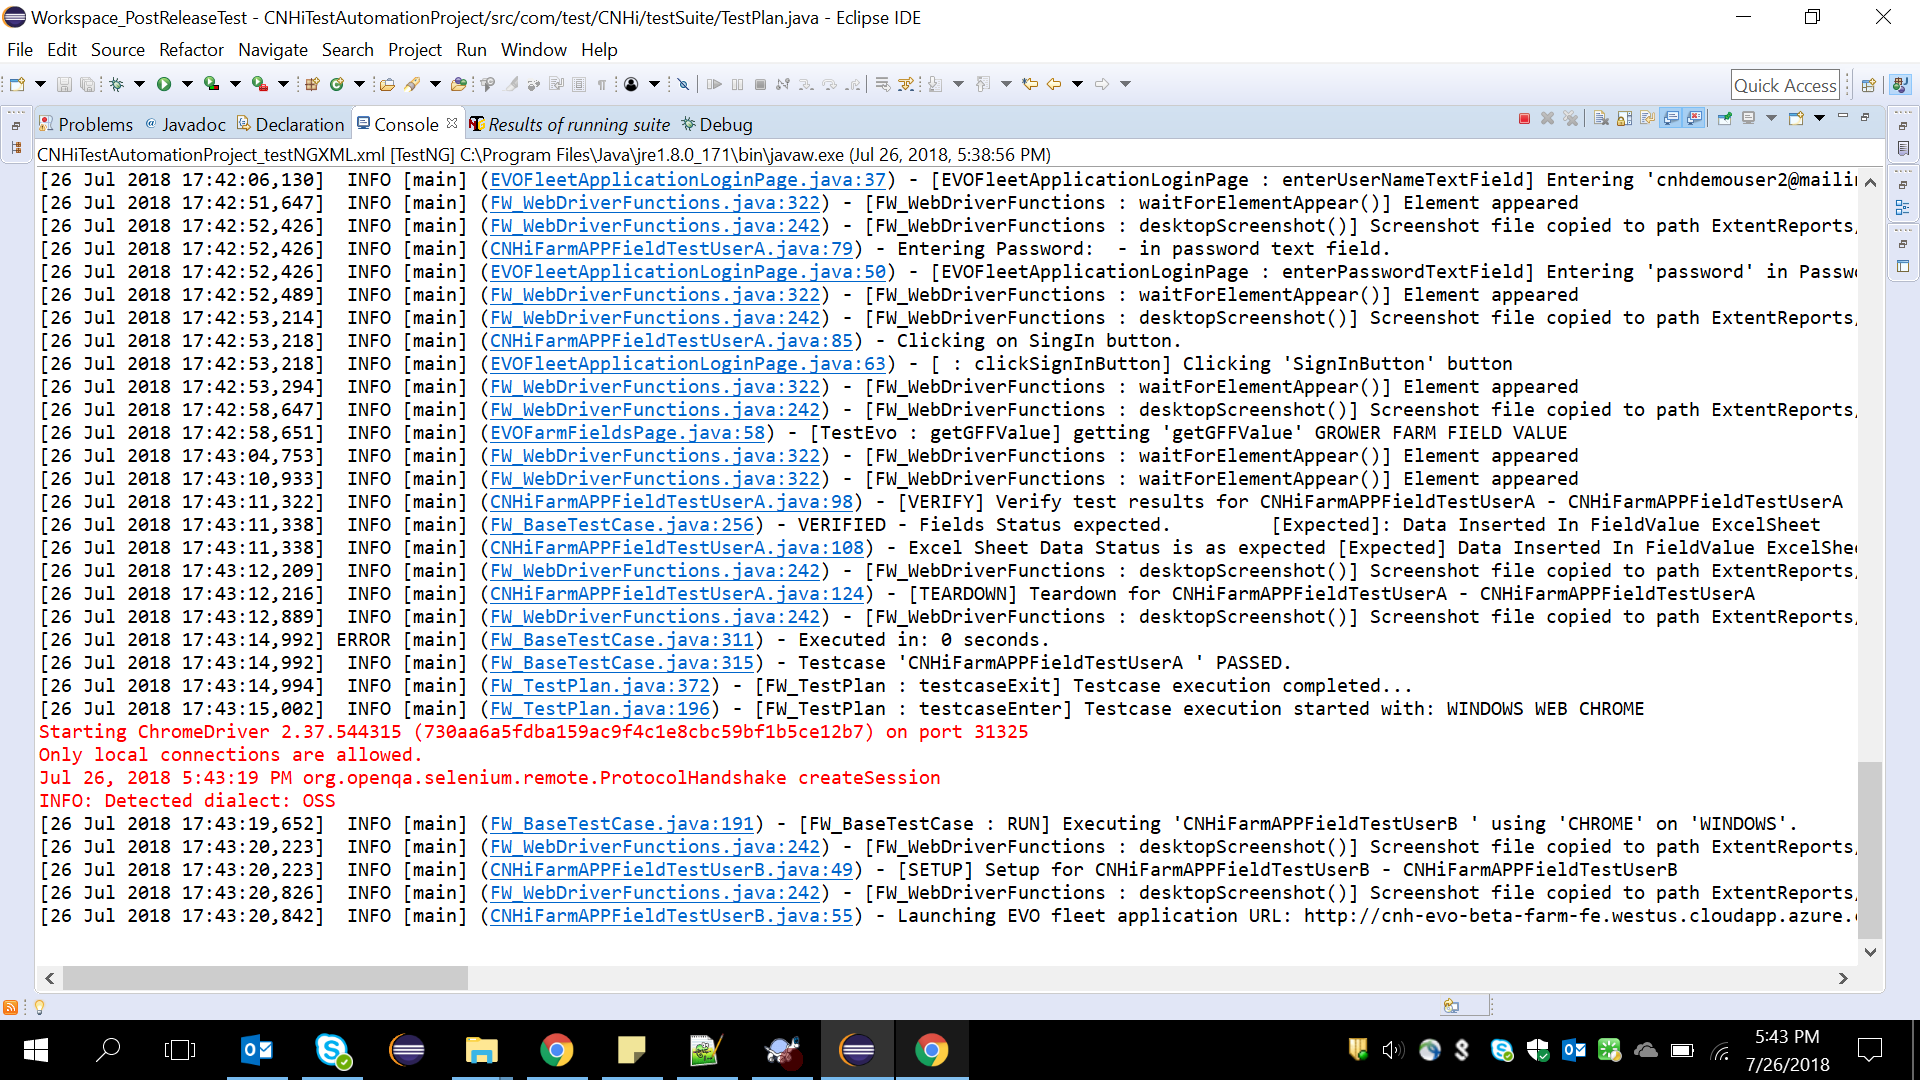 Workspace_PostReleaseTest - CNHiTestAutomationProject/src/com/test/CNHi/testSuite/TestPlan.java - Eclipse IDE
File Edit Source Refactor Navigate Search Project Run Window Help
Quick Access
Problems @ Javadoc Declaration Console Results of running suite Debug
CNHiTestAutomationProject_testNGXML.xml [TestNG] C:\Program Files\Java\jre1.8.0_171\bin\javaw.exe (Jul 26, 2018, 5:38:56 PM)
[26 Jul 2018 17:42:06,130]  INFO [main] (EVOFleetApplicationLoginPage.java:37) - [EVOFleetApplicationLoginPage : enterUserNameTextField] Entering 'cnhdemouser2@mailin
[26 Jul 2018 17:42:51,647]  INFO [main] (FW_WebDriverFunctions.java:322) - [FW_WebDriverFunctions : waitForElementAppear()] Element appeared
[26 Jul 2018 17:42:52,426]  INFO [main] (FW_WebDriverFunctions.java:242) - [FW_WebDriverFunctions : desktopScreenshot()] Screenshot file copied to path ExtentReports/
[26 Jul 2018 17:42:52,426]  INFO [main] (CNHiFarmAPPFieldTestUserA.java:79) - Entering Password:  - in password text field.
[26 Jul 2018 17:42:52,426]  INFO [main] (EVOFleetApplicationLoginPage.java:50) - [EVOFleetApplicationLoginPage : enterPasswordTextField] Entering 'password' in Passwo
[26 Jul 2018 17:42:52,489]  INFO [main] (FW_WebDriverFunctions.java:322) - [FW_WebDriverFunctions : waitForElementAppear()] Element appeared
[26 Jul 2018 17:42:53,214]  INFO [main] (FW_WebDriverFunctions.java:242) - [FW_WebDriverFunctions : desktopScreenshot()] Screenshot file copied to path ExtentReports/
[26 Jul 2018 17:42:53,218]  INFO [main] (CNHiFarmAPPFieldTestUserA.java:85) - Clicking on SingIn button.
[26 Jul 2018 17:42:53,218]  INFO [main] (EVOFleetApplicationLoginPage.java:63) - [ : clickSignInButton] Clicking 'SignInButton' button
[26 Jul 2018 17:42:53,294]  INFO [main] (FW_WebDriverFunctions.java:322) - [FW_WebDriverFunctions : waitForElementAppear()] Element appeared
[26 Jul 2018 17:42:58,647]  INFO [main] (FW_WebDriverFunctions.java:242) - [FW_WebDriverFunctions : desktopScreenshot()] Screenshot file copied to path ExtentReports/
[26 Jul 2018 17:42:58,651]  INFO [main] (EVOFarmFieldsPage.java:58) - [TestEvo : getGFFValue] getting 'getGFFValue' GROWER FARM FIELD VALUE
[26 Jul 2018 17:43:04,753]  INFO [main] (FW_WebDriverFunctions.java:322) - [FW_WebDriverFunctions : waitForElementAppear()] Element appeared
[26 Jul 2018 17:43:10,933]  INFO [main] (FW_WebDriverFunctions.java:322) - [FW_WebDriverFunctions : waitForElementAppear()] Element appeared
[26 Jul 2018 17:43:11,322]  INFO [main] (CNHiFarmAPPFieldTestUserA.java:98) - [VERIFY] Verify test results for CNHiFarmAPPFieldTestUserA - CNHiFarmAPPFieldTestUserA
[26 Jul 2018 17:43:11,338]  INFO [main] (FW_BaseTestCase.java:256) - VERIFIED - Fields Status expected.         [Expected]: Data Inserted In FieldValue ExcelSheet
[26 Jul 2018 17:43:11,338]  INFO [main] (CNHiFarmAPPFieldTestUserA.java:108) - Excel Sheet Data Status is as expected [Expected] Data Inserted In FieldValue ExcelShee
[26 Jul 2018 17:43:12,209]  INFO [main] (FW_WebDriverFunctions.java:242) - [FW_WebDriverFunctions : desktopScreenshot()] Screenshot file copied to path ExtentReports/
[26 Jul 2018 17:43:12,216]  INFO [main] (CNHiFarmAPPFieldTestUserA.java:124) - [TEARDOWN] Teardown for CNHiFarmAPPFieldTestUserA - CNHiFarmAPPFieldTestUserA
[26 Jul 2018 17:43:12,889]  INFO [main] (FW_WebDriverFunctions.java:242) - [FW_WebDriverFunctions : desktopScreenshot()] Screenshot file copied to path ExtentReports/
[26 Jul 2018 17:43:14,992] ERROR [main] (FW_BaseTestCase.java:311) - Executed in: 0 seconds.
[26 Jul 2018 17:43:14,992]  INFO [main] (FW_BaseTestCase.java:315) - Testcase 'CNHiFarmAPPFieldTestUserA ' PASSED.
[26 Jul 2018 17:43:14,994]  INFO [main] (FW_TestPlan.java:372) - [FW_TestPlan : testcaseExit] Testcase execution completed...
[26 Jul 2018 17:43:15,002]  INFO [main] (FW_TestPlan.java:196) - [FW_TestPlan : testcaseEnter] Testcase execution started with: WINDOWS WEB CHROME
Starting ChromeDriver 2.37.544315 (730aa6a5fdba159ac9f4c1e8cbc59bf1b5ce12b7) on port 31325
Only local connections are allowed.
Jul 26, 2018 5:43:19 PM org.openqa.selenium.remote.ProtocolHandshake createSession
INFO: Detected dialect: OSS
[26 Jul 2018 17:43:19,652]  INFO [main] (FW_BaseTestCase.java:191) - [FW_BaseTestCase : RUN] Executing 'CNHiFarmAPPFieldTestUserB ' using 'CHROME' on 'WINDOWS'.
[26 Jul 2018 17:43:20,223]  INFO [main] (FW_WebDriverFunctions.java:242) - [FW_WebDriverFunctions : desktopScreenshot()] Screenshot file copied to path ExtentReports/
[26 Jul 2018 17:43:20,223]  INFO [main] (CNHiFarmAPPFieldTestUserB.java:49) - [SETUP] Setup for CNHiFarmAPPFieldTestUserB - CNHiFarmAPPFieldTestUserB
[26 Jul 2018 17:43:20,826]  INFO [main] (FW_WebDriverFunctions.java:242) - [FW_WebDriverFunctions : desktopScreenshot()] Screenshot file copied to path ExtentReports/
[26 Jul 2018 17:43:20,842]  INFO [main] (CNHiFarmAPPFieldTestUserB.java:55) - Launching EVO fleet application URL: http://cnh-evo-beta-farm-fe.westus.cloudapp.azure.
5:43 PM
7/26/2018